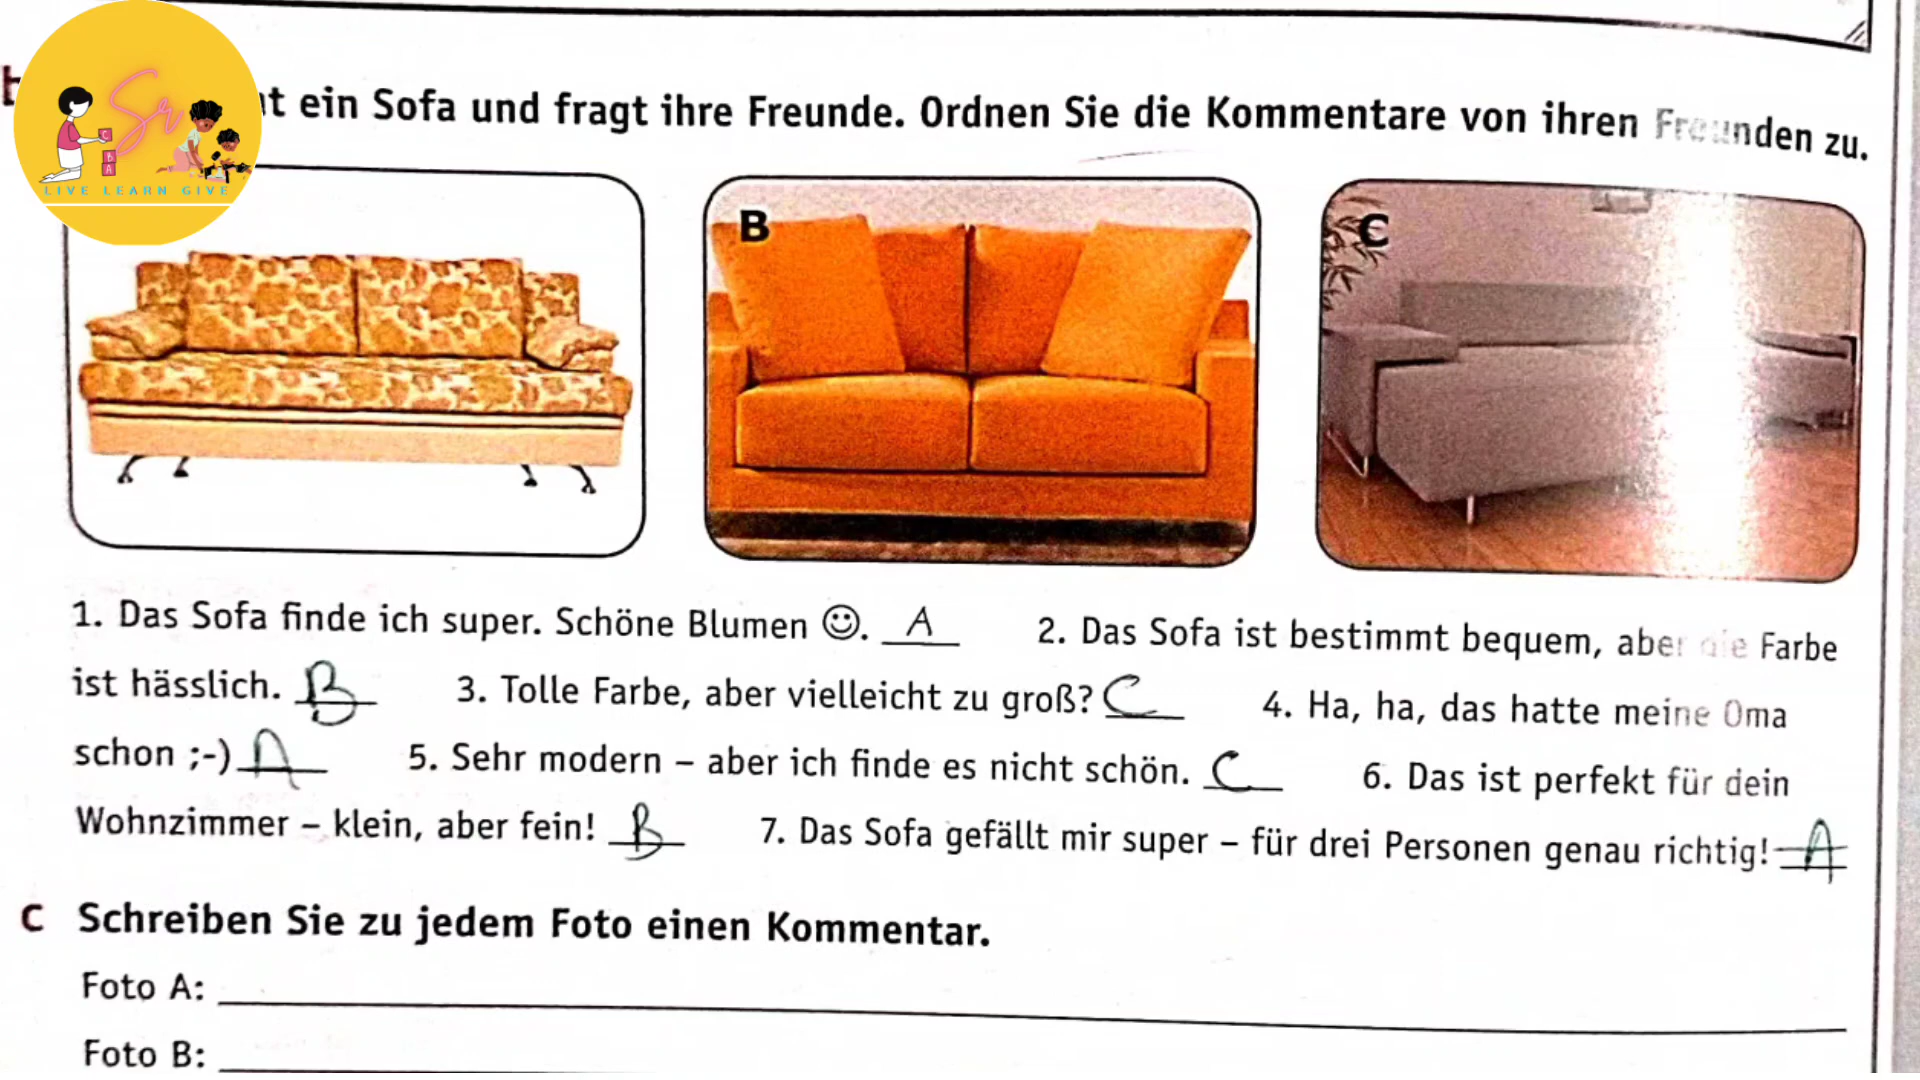 Sr
C
B
A
LIVE LEARN GIVE
ein Sofa und fragt ihre Freunde. Ordnen Sie die Kommentare von ihren Freunden zu.
B
C
1. Das Sofa finde ich super. Schöne Blumen ☺. A 2. Das Sofa ist bestimmt bequem, aber die Farbe
ist hässlich. B 3. Tolle Farbe, aber vielleicht zu groß? C 4. Ha, ha, das hatte meine Oma
schon ;-) A 5. Sehr modern – aber ich finde es nicht schön. C 6. Das ist perfekt für dein
Wohnzimmer – klein, aber fein! B 7. Das Sofa gefällt mir super – für drei Personen genau richtig! A
C Schreiben Sie zu jedem Foto einen Kommentar.
Foto A:
Foto B: